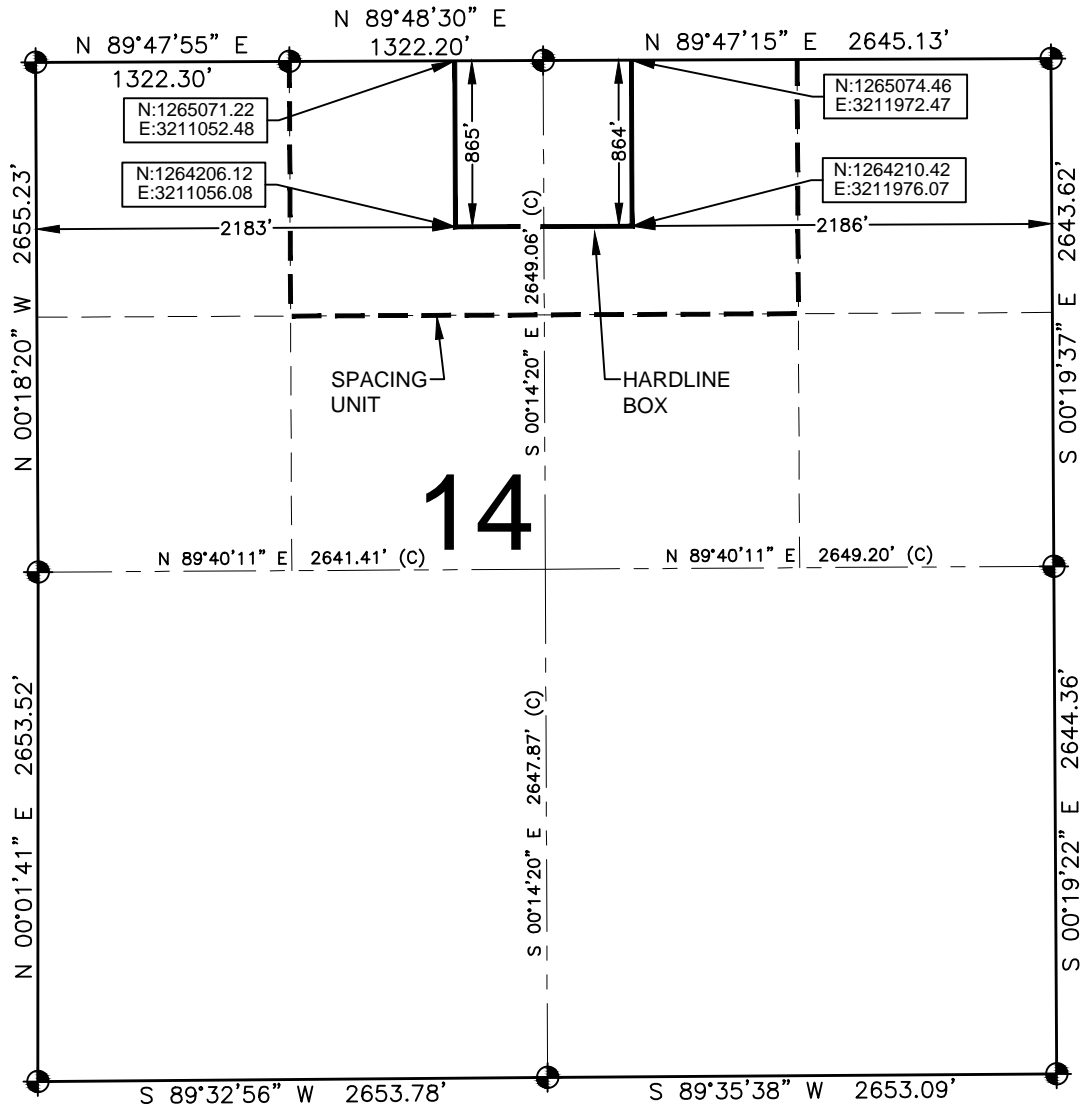 N 89°48'30" E
1322.20'
N 89°47'55" E
1322.30'
N 89°47'15" E 2645.13'
N:1265071.22
E:3211052.48
N:1265074.46
E:3211972.47
N:1264206.12
E:3211056.08
N:1264210.42
E:3211976.07
865'
864'
2183'
2186'
N 00°18'20" W 2655.23'
S 00°14'20" E 2649.06' (C)
S 00°19'37" E 2643.62'
SPACING
UNIT
HARDLINE
BOX
14
N 89°40'11" E 2641.41' (C)
N 89°40'11" E 2649.20' (C)
N 00°01'41" E 2653.52'
S 00°14'20" E 2647.87' (C)
S 00°19'22" E 2644.36'
S 89°32'56" W 2653.78'
S 89°35'38" W 2653.09'